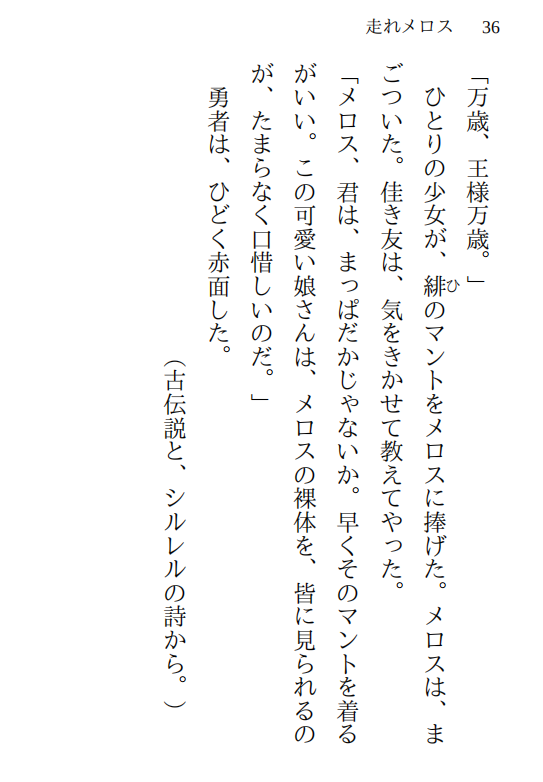 走れメロス 36
「万歳、王様万歳。」
ひとりの少女が、緋のマントをメロスに捧げた。メロスは、ま
ひ
ごついた。佳き友は、気をきかせて教えてやった。
「メロス、君は、まっぱだかじゃないか。早くそのマントを着る
がいい。この可愛い娘さんは、メロスの裸体を、皆に見られるの
が、たまらなく口惜しいのだ。」
勇者は、ひどく赤面した。
（古伝説と、シルレルの詩から。）